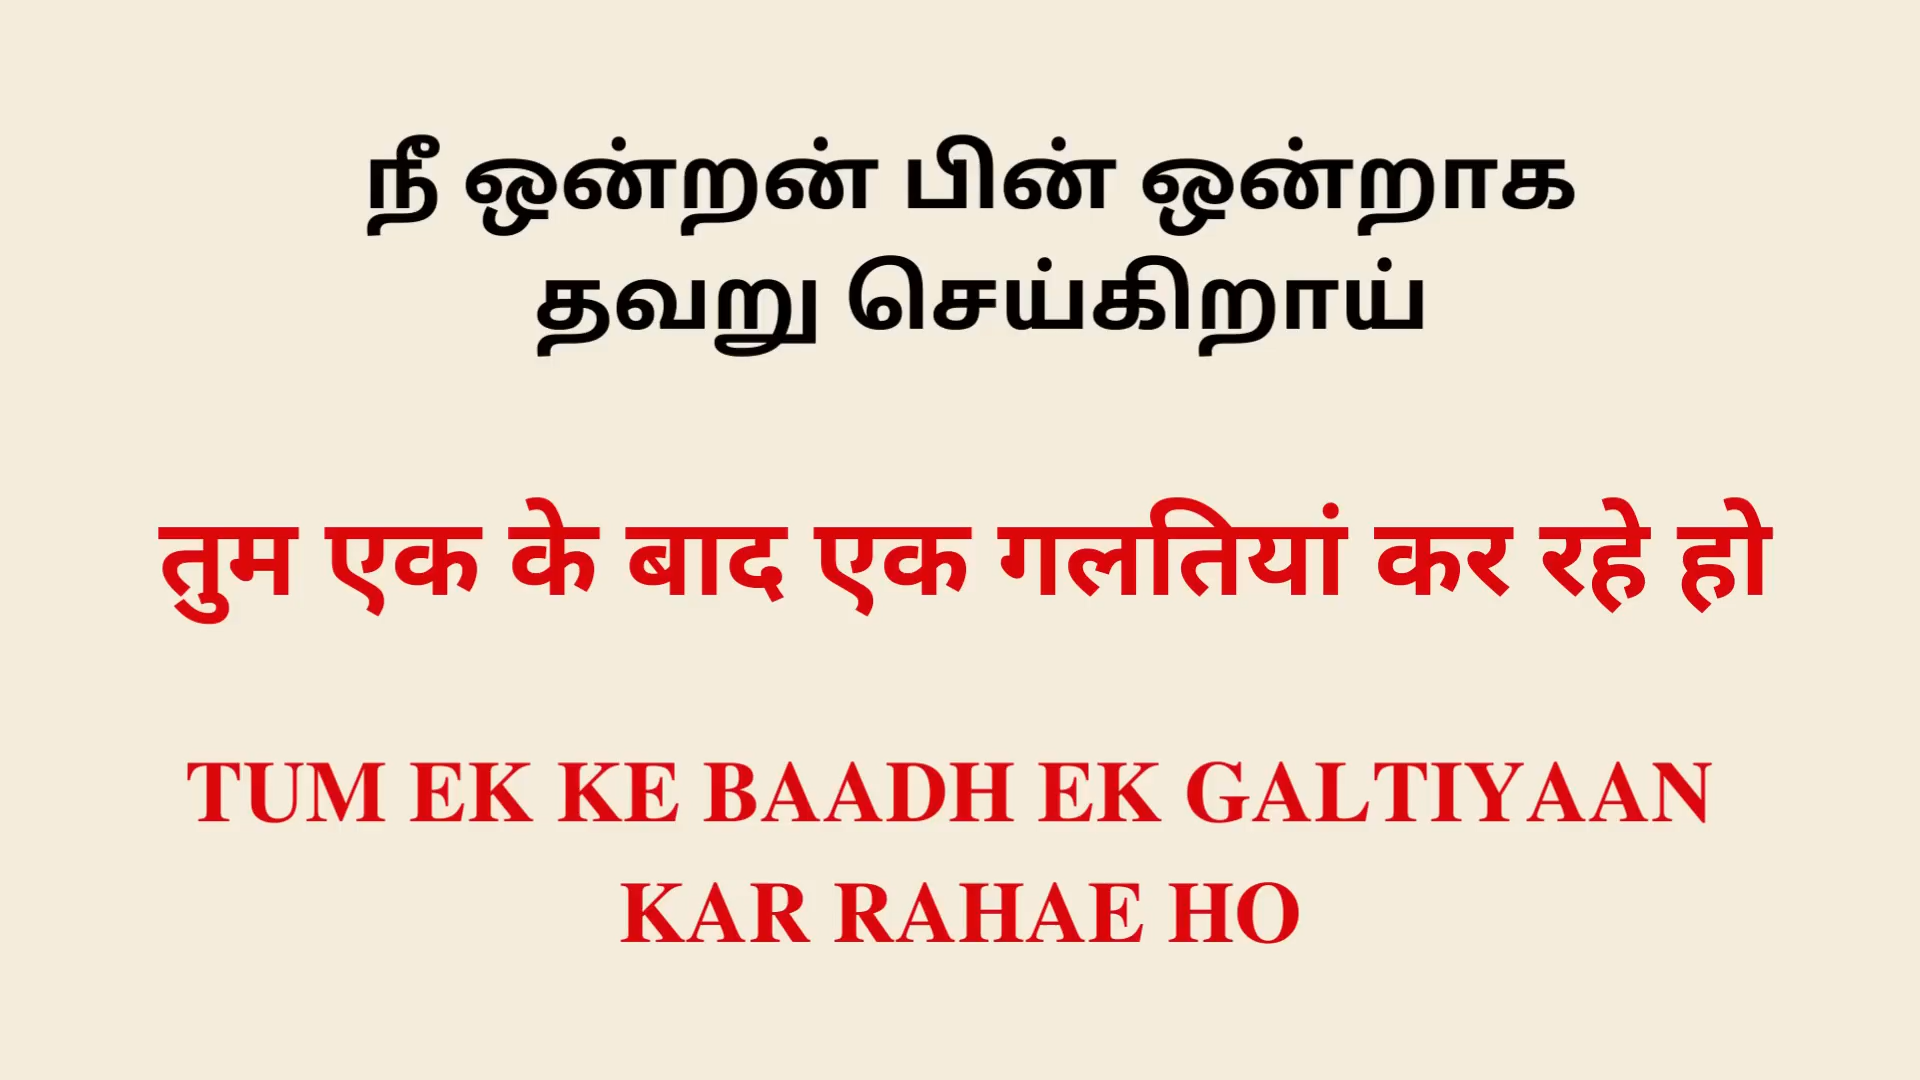 நீ ஒன்றன் பின் ஒன்றாக
தவறு செய்கிறாய்
तुम एक के बाद एक गलतियां कर रहे हो
TUM EK KE BAADH EK GALTIYAAN
KAR RAHAE HO